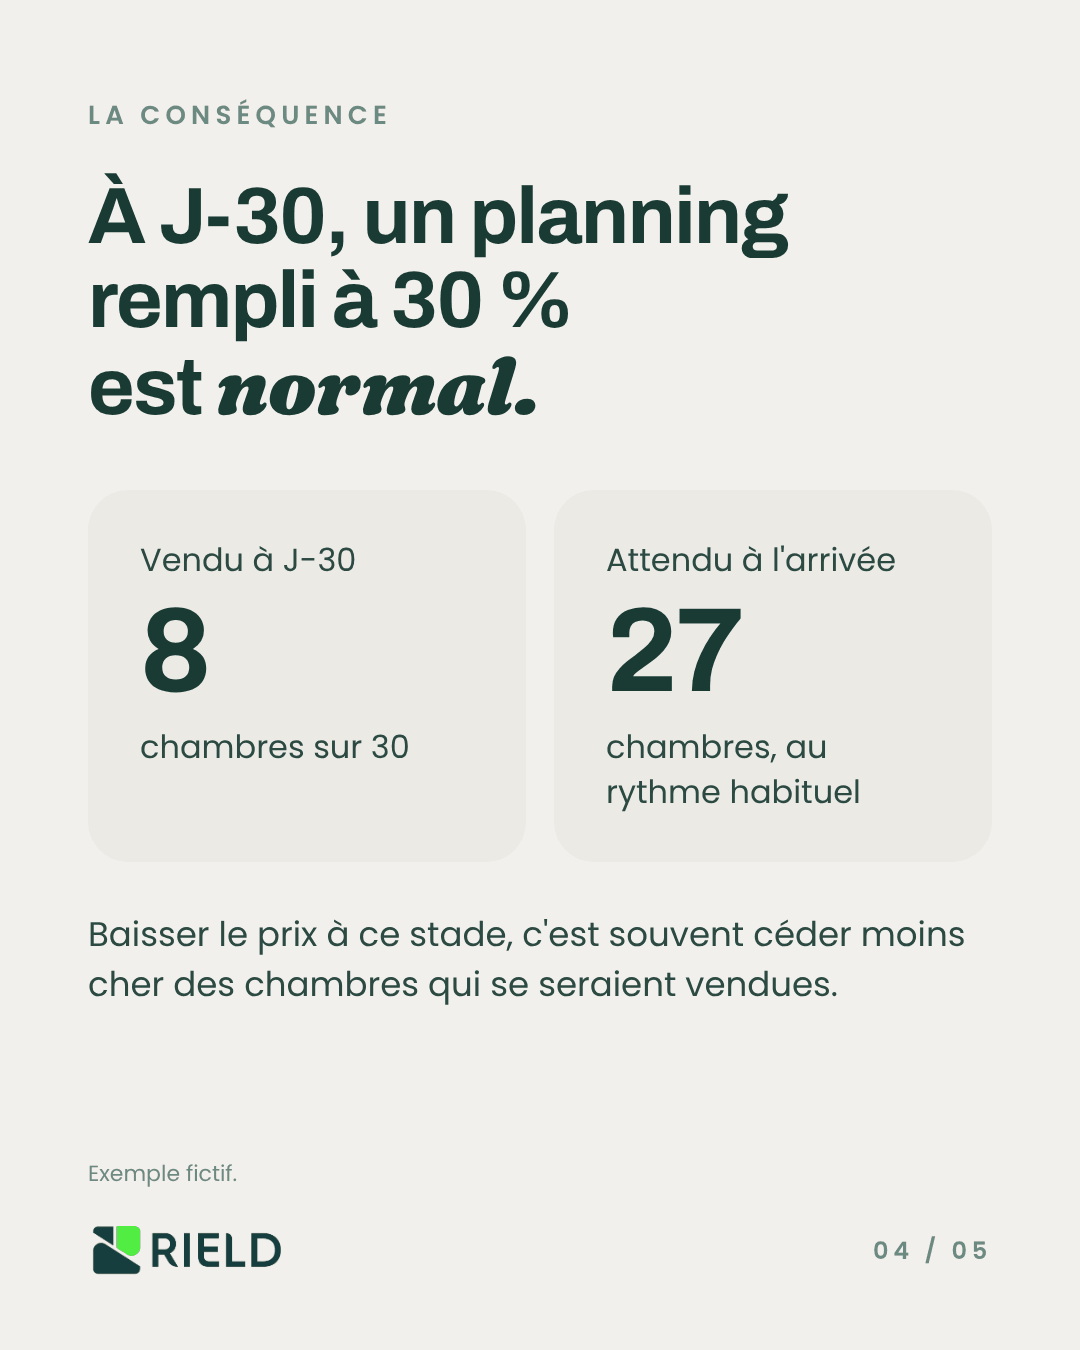 LA CONSÉQUENCE
À J-30, un planning
rempli à 30 %
est normal.
Vendu à J-30
8
chambres sur 30
Attendu à l'arrivée
27
chambres, au
rythme habituel
Baisser le prix à ce stade, c'est souvent céder moins
cher des chambres qui se seraient vendues.
Exemple fictif.
RIELD
04 / 05